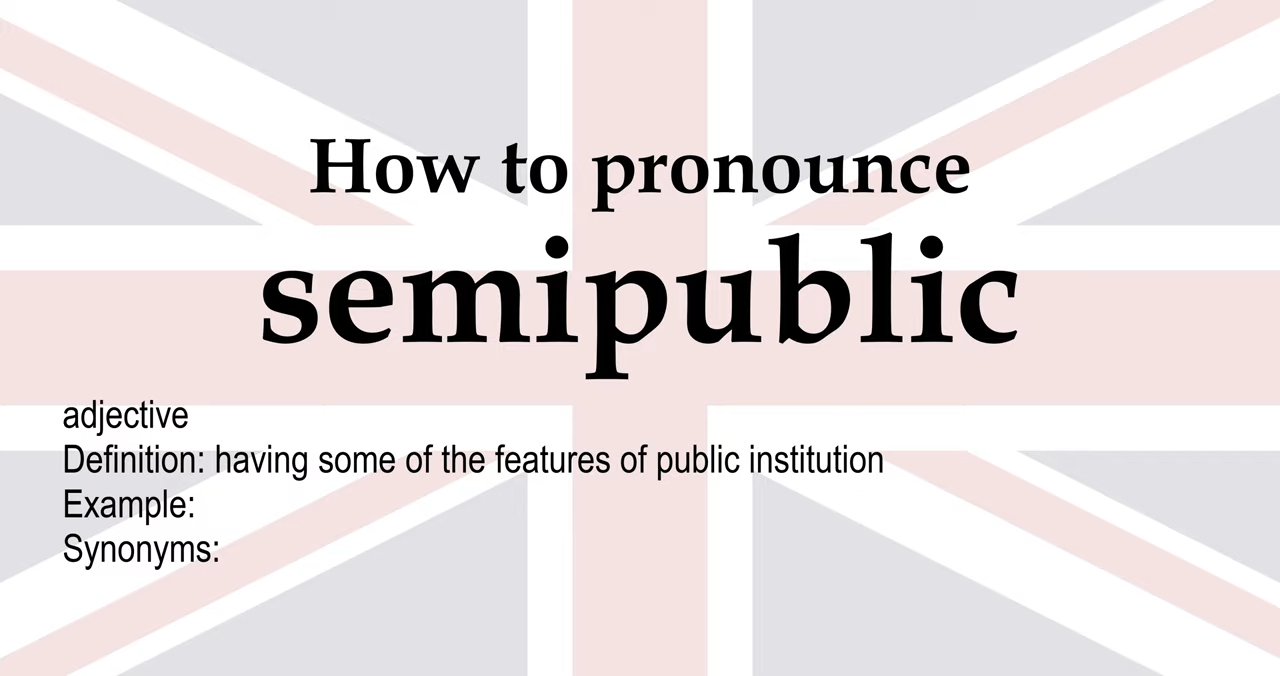 How to pronounce
semipublic
adjective
Definition: having some of the features of public institution
Example:
Synonyms: